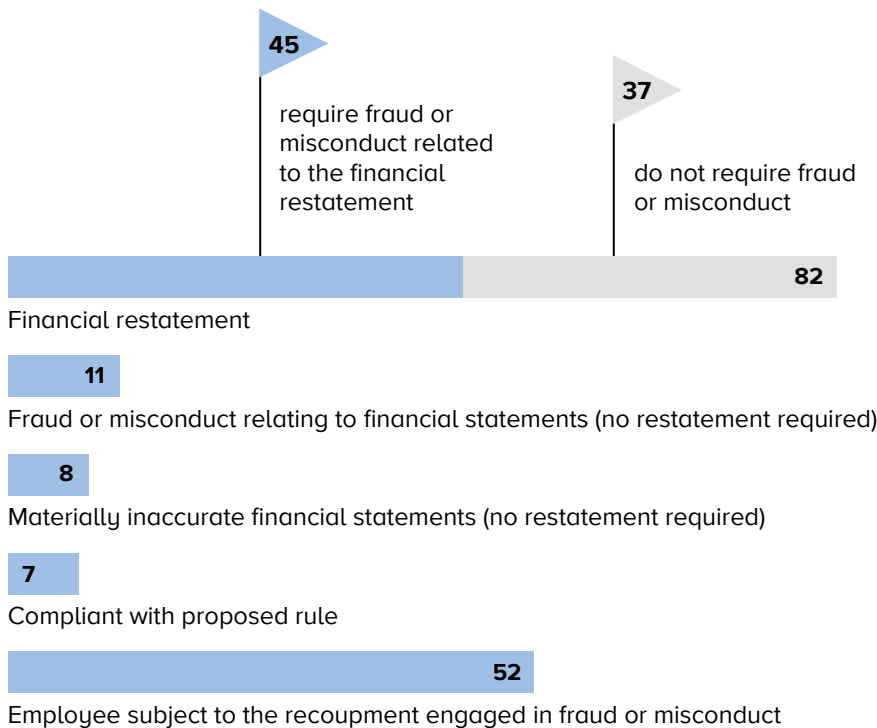 45
require fraud or
misconduct related
to the financial
restatement
37
do not require fraud
or misconduct
82
Financial restatement
11
Fraud or misconduct relating to financial statements (no restatement required)
8
Materially inaccurate financial statements (no restatement required)
7
Compliant with proposed rule
52
Employee subject to the recoupment engaged in fraud or misconduct